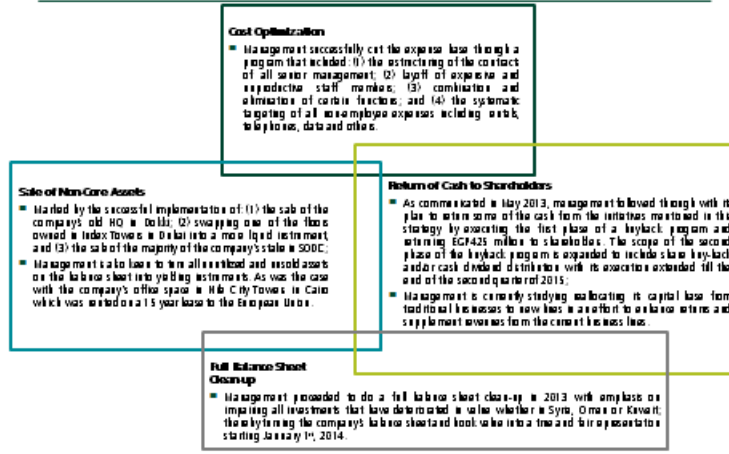 Cost Optimization
Management successfully cut the expense base through a
program that included: (1) the restructuring of the contract
of all senior management; (2) layoff of expensive and
unproductive staff members; (3) combination and
elimination of certain functions; and (4) the systematic
targeting of all non-employee expenses including rentals,
telephones, data and others.
Sale of Non-Core Assets
Marked by the successful implementation of: (1) the sale of the
company's old HQ in Dokki; (2) swapping one of the floors
owned in Index Towers in Dubai into a more liquid instrument,
and (3) the sale of the majority of the company's stake in SODIC;
Management is also keen to turn all unutilized and unsold assets
on the balance sheet into yielding instruments. As was the case
with the company's office space in Nile City Towers in Cairo
which was rented on a 15 year lease to the European Union.
Return of Cash to Shareholders
As communicated in May 2013, management followed through with it
plan to return some of the cash from the initiatives mentioned in this
strategy by executing the first phase of a buyback program and
returning EGP425 million to shareholders. The scope of the second
phase of the buyback program is expanded to include share buy-back
and/or cash dividend distribution with its execution extended till the
end of the second quarter of 2015;
Management is currently studying reallocating its capital base from
traditional businesses to new lines in an effort to enhance returns and
supplement revenues from the current business lines.
Full Balance Sheet
Clean-up
Management proceeded to do a full balance sheet clean-up in 2013 with emphasis on
impairing all investments that have deteriorated in value whether in Syria, Oman or Kuwait;
thereby turning the company's balance sheet and book value into a true and fair representation
starting January 1st, 2014.